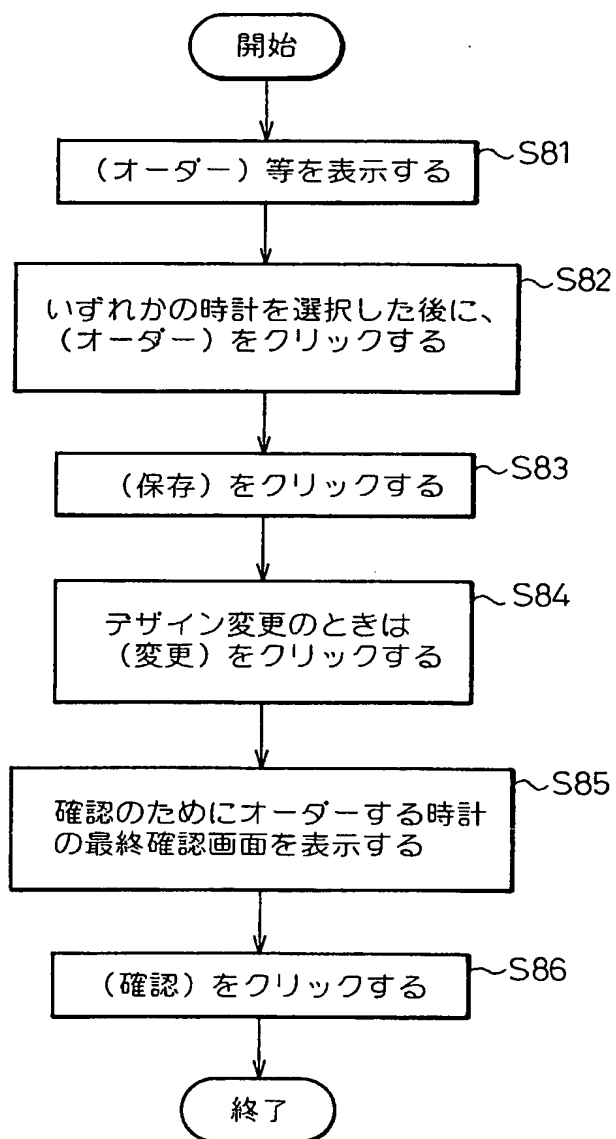 開始
(オーダー)等を表示する
S81
いずれかの時計を選択した後に、
(オーダー)をクリックする
S82
(保存)をクリックする
S83
デザイン変更のときは
(変更)をクリックする
S84
確認のためにオーダーする時計
の最終確認画面を表示する
S85
(確認)をクリックする
S86
終了